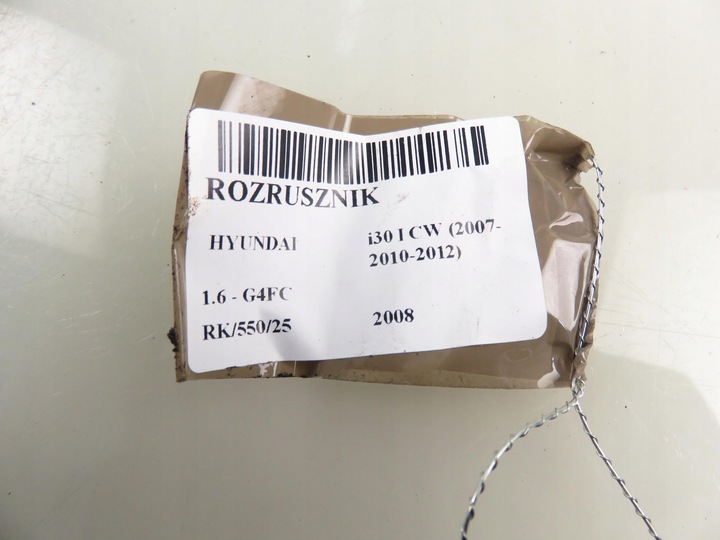 ROZRUSZNIK
HYUNDAI i30 I CW (2007-
2010-2012)
1.6 - G4FC
RK/550/25 2008